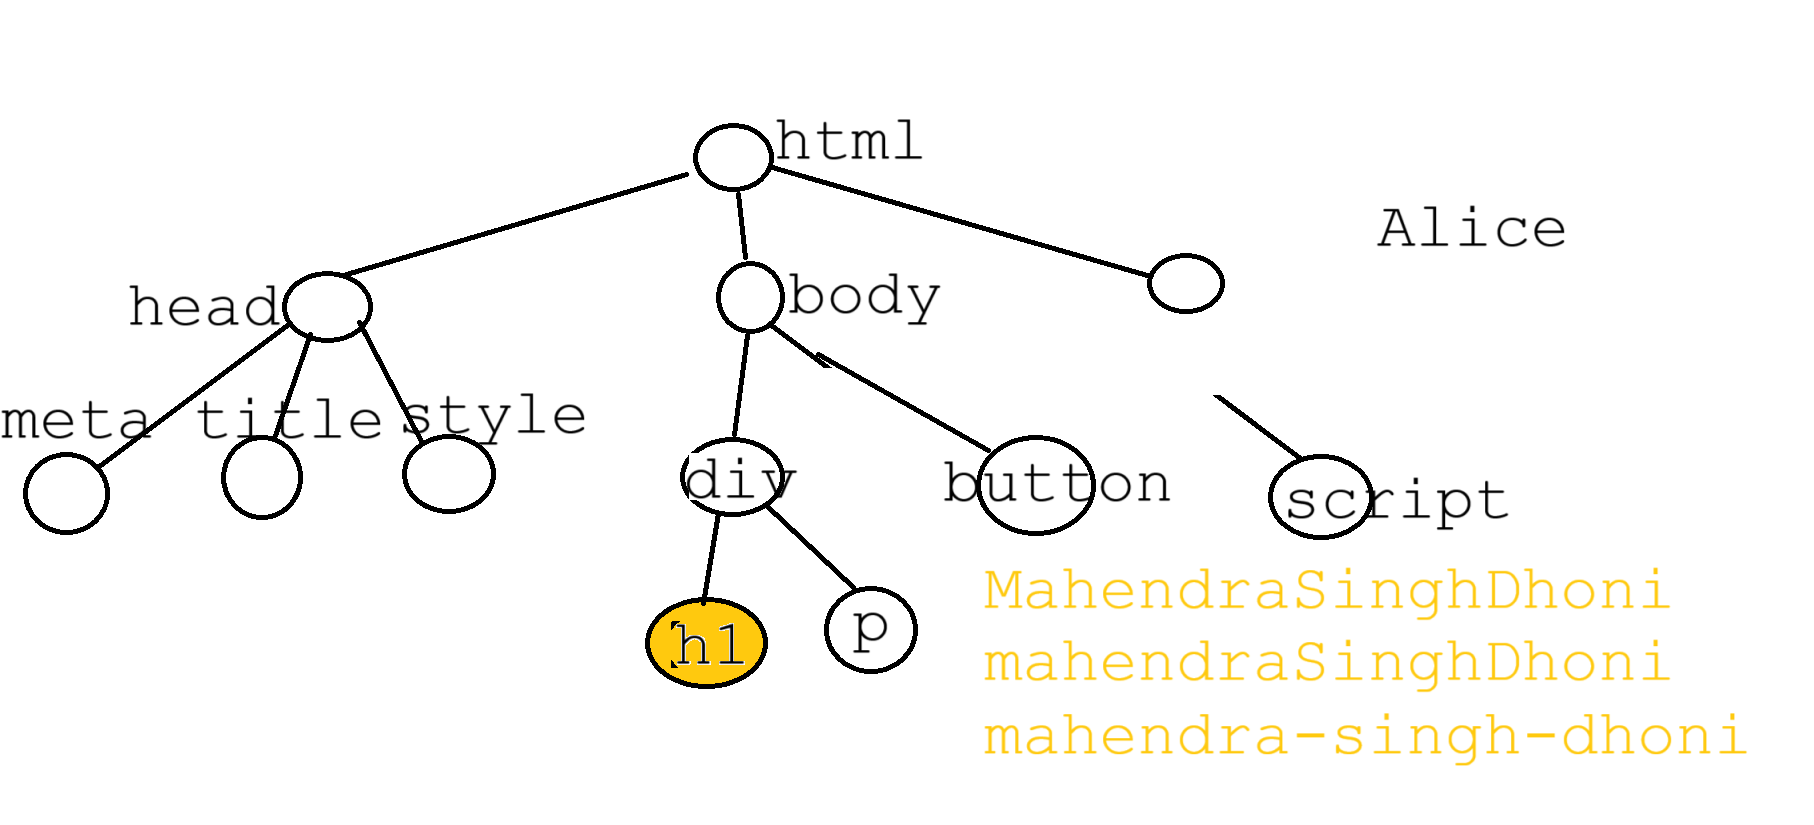 html
Alice
head
body
meta title style
div
button
script
h1
p
MahendraSinghDhoni
mahendraSinghDhoni
mahendra-singh-dhoni